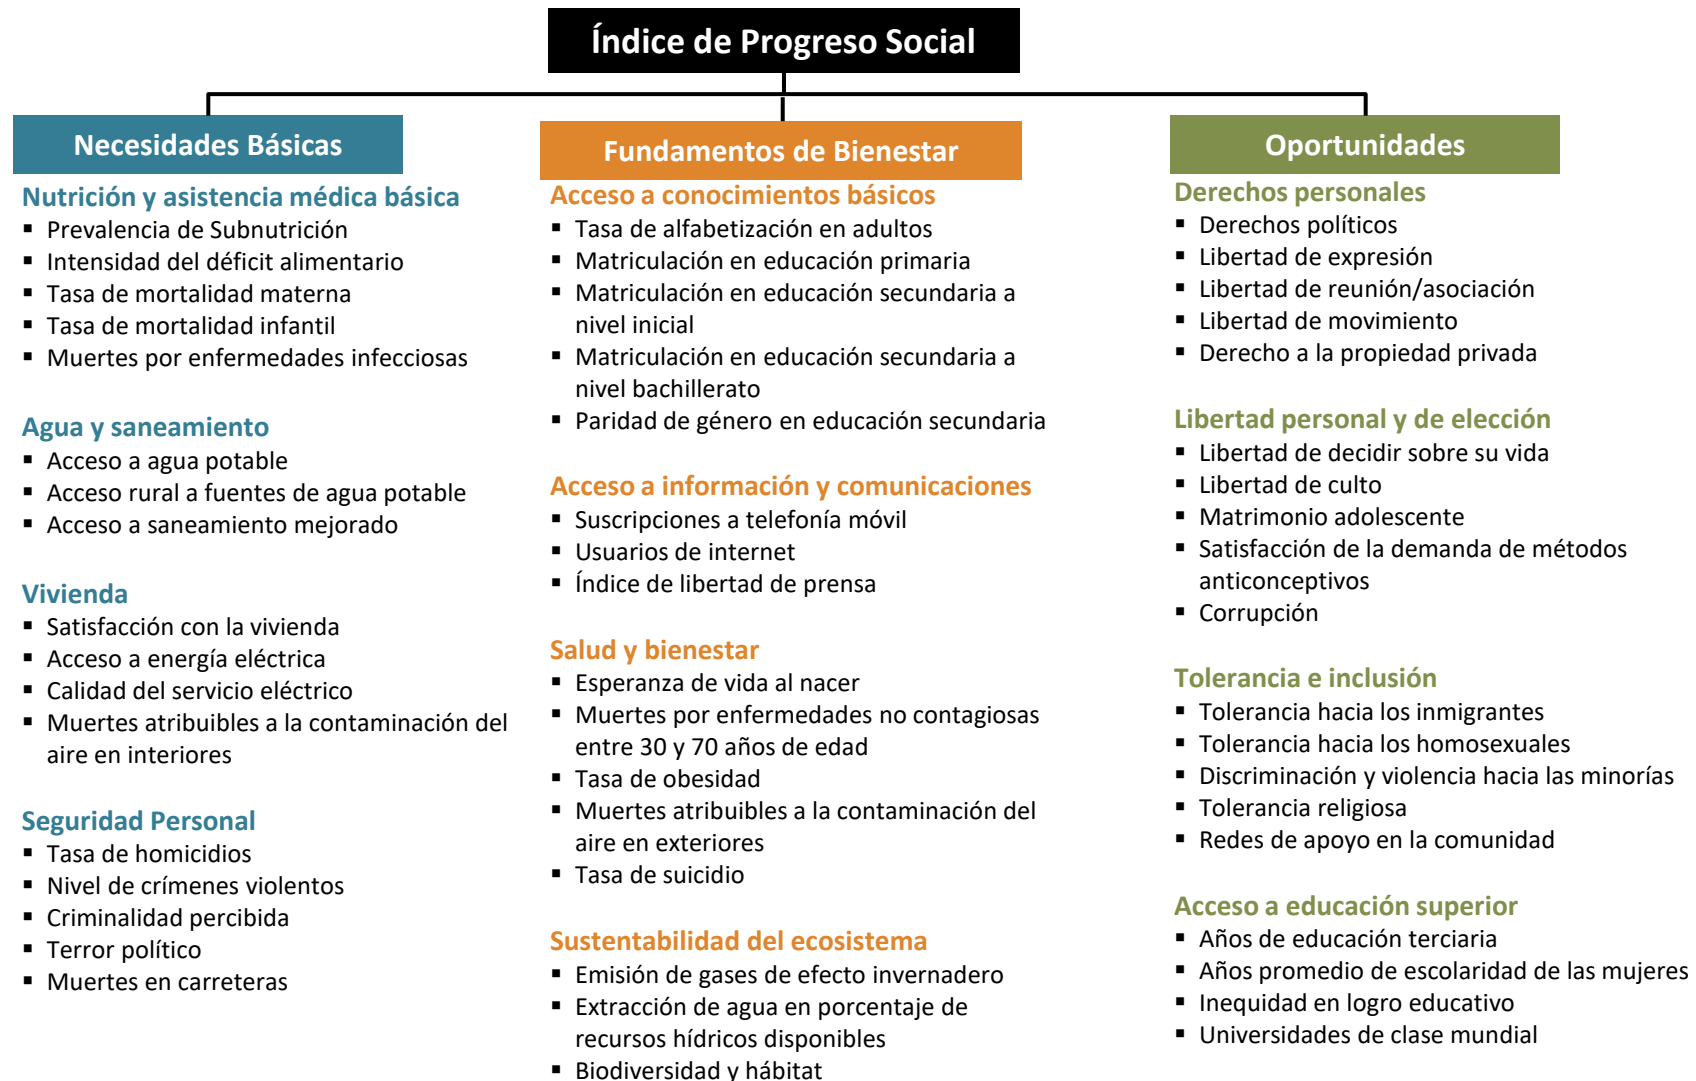 Índice de Progreso Social
Necesidades Básicas
Nutrición y asistencia médica básica
▪ Prevalencia de Subnutrición
▪ Intensidad del déficit alimentario
▪ Tasa de mortalidad materna
▪ Tasa de mortalidad infantil
▪ Muertes por enfermedades infecciosas
Agua y saneamiento
▪ Acceso a agua potable
▪ Acceso rural a fuentes de agua potable
▪ Acceso a saneamiento mejorado
Vivienda
▪ Satisfacción con la vivienda
▪ Acceso a energía eléctrica
▪ Calidad del servicio eléctrico
▪ Muertes atribuibles a la contaminación del
aire en interiores
Seguridad Personal
▪ Tasa de homicidios
▪ Nivel de crímenes violentos
▪ Criminalidad percibida
▪ Terror político
▪ Muertes en carreteras
Fundamentos de Bienestar
Acceso a conocimientos básicos
▪ Tasa de alfabetización en adultos
▪ Matriculación en educación primaria
▪ Matriculación en educación secundaria a
nivel inicial
▪ Matriculación en educación secundaria a
nivel bachillerato
▪ Paridad de género en educación secundaria
Acceso a información y comunicaciones
▪ Suscripciones a telefonía móvil
▪ Usuarios de internet
▪ Índice de libertad de prensa
Salud y bienestar
▪ Esperanza de vida al nacer
▪ Muertes por enfermedades no contagiosas
entre 30 y 70 años de edad
▪ Tasa de obesidad
▪ Muertes atribuibles a la contaminación del
aire en exteriores
▪ Tasa de suicidio
Sustentabilidad del ecosistema
▪ Emisión de gases de efecto invernadero
▪ Extracción de agua en porcentaje de
recursos hídricos disponibles
▪ Biodiversidad y hábitat
Oportunidades
Derechos personales
▪ Derechos políticos
▪ Libertad de expresión
▪ Libertad de reunión/asociación
▪ Libertad de movimiento
▪ Derecho a la propiedad privada
Libertad personal y de elección
▪ Libertad de decidir sobre su vida
▪ Libertad de culto
▪ Matrimonio adolescente
▪ Satisfacción de la demanda de métodos
anticonceptivos
▪ Corrupción
Tolerancia e inclusión
▪ Tolerancia hacia los inmigrantes
▪ Tolerancia hacia los homosexuales
▪ Discriminación y violencia hacia las minorías
▪ Tolerancia religiosa
▪ Redes de apoyo en la comunidad
Acceso a educación superior
▪ Años de educación terciaria
▪ Años promedio de escolaridad de las mujeres
▪ Inequidad en logro educativo
▪ Universidades de clase mundial